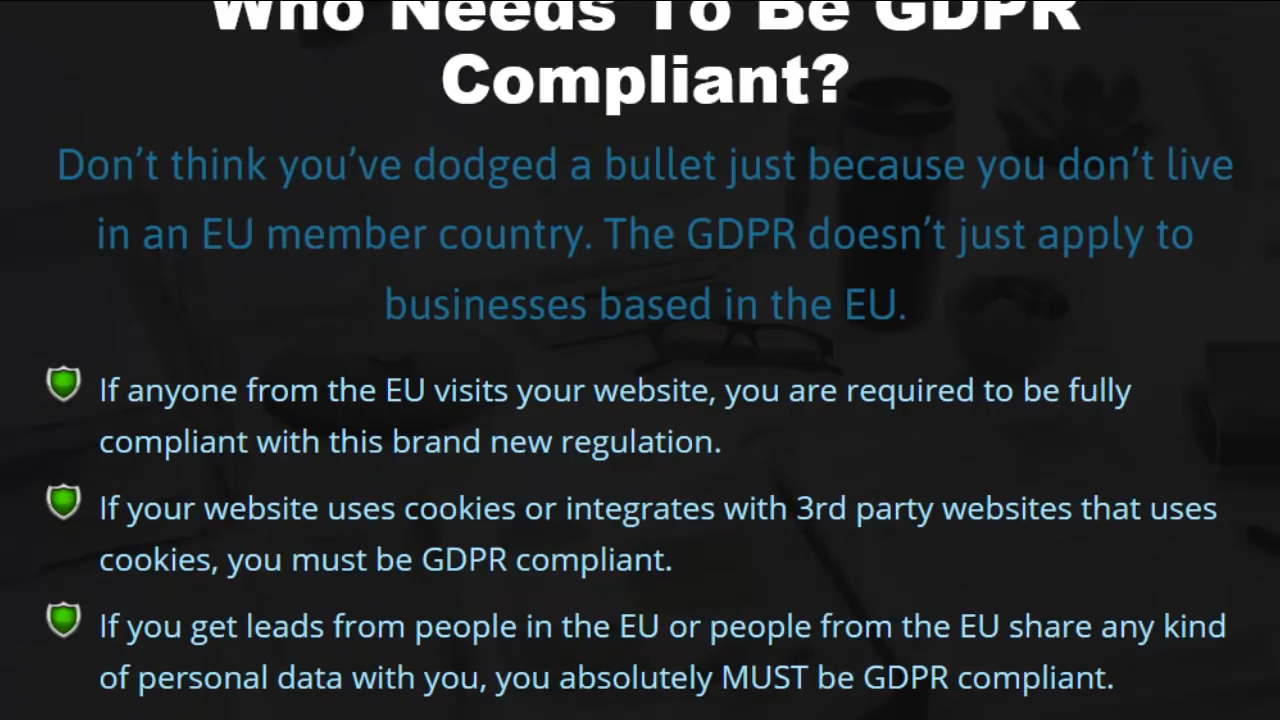 Who Needs To Be GDPR
Compliant?
Don’t think you’ve dodged a bullet just because you don’t live
in an EU member country. The GDPR doesn’t just apply to
businesses based in the EU.
If anyone from the EU visits your website, you are required to be fully
compliant with this brand new regulation.
If your website uses cookies or integrates with 3rd party websites that uses
cookies, you must be GDPR compliant.
If you get leads from people in the EU or people from the EU share any kind
of personal data with you, you absolutely MUST be GDPR compliant.